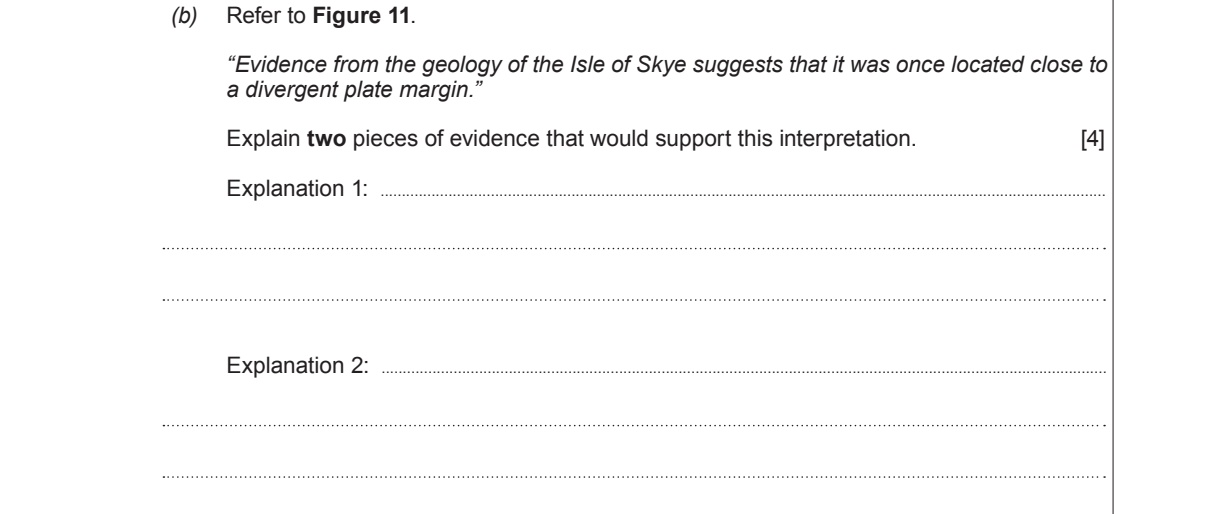 (b) Refer to Figure 11.
“Evidence from the geology of the Isle of Skye suggests that it was once located close to
a divergent plate margin.”
Explain two pieces of evidence that would support this interpretation. [4]
Explanation 1:
Explanation 2: